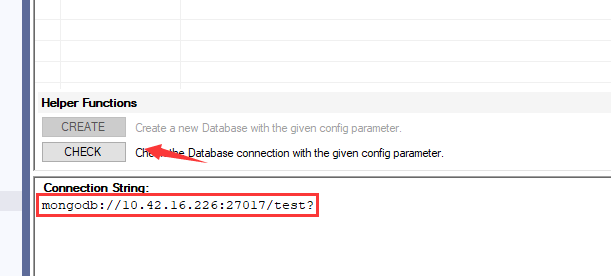 Helper Functions
CREATE Create a new Database with the given config parameter.
CHECK the Database connection with the given config parameter.
Connection String:
mongodb://10.42.16.226:27017/test?